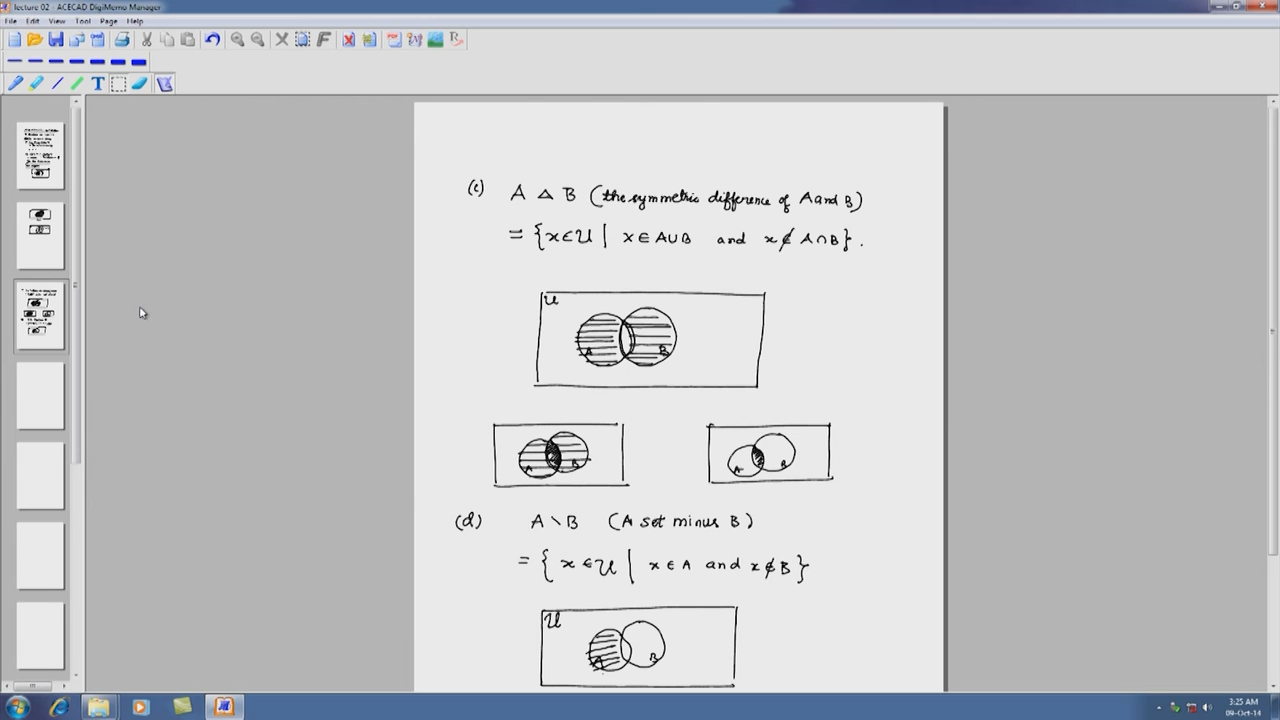 lecture 02 - ACECAD DigiMemo Manager
File Edit View Tool Page Help
(c) A △ B (the symmetric difference of A and B)
= {x ∈ U | x ∈ A∪B and x ∉ A∩B}.
U
A B
A B
A B
(d) A \ B (A set minus B)
= { x ∈ U | x ∈ A and x ∉ B}
U
A B
3:25 AM
09-Oct-14